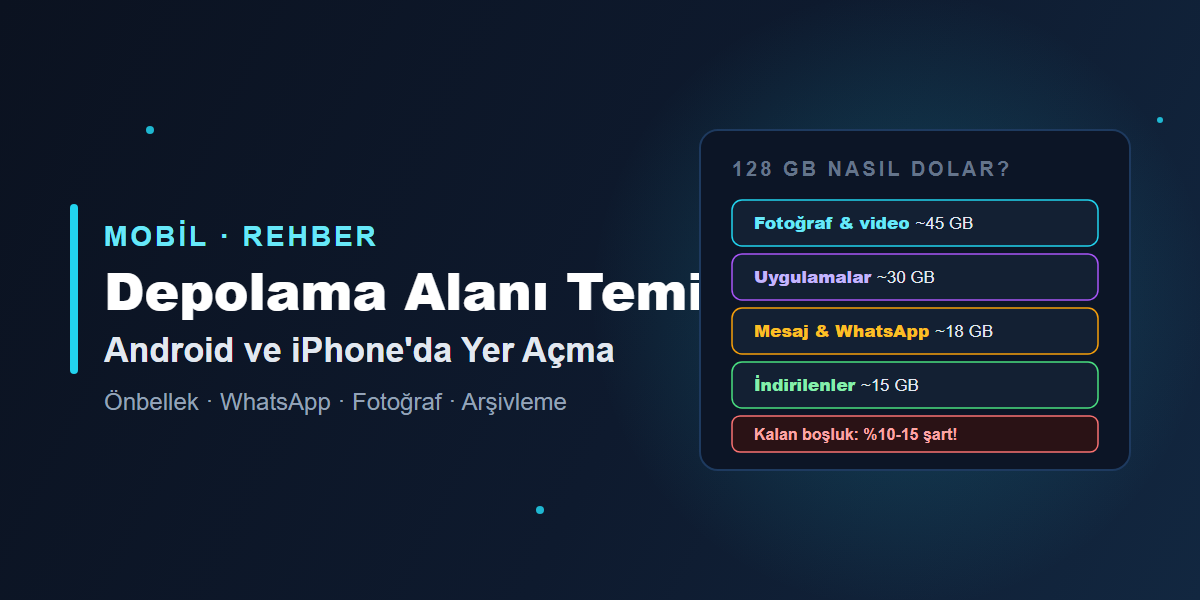 MOBİL · REHBER
Depolama Alanı Temi
Android ve iPhone'da Yer Açma
Önbellek · WhatsApp · Fotoğraf · Arşivleme
128 GB NASIL DOLAR?
Fotoğraf & video ~45 GB
Uygulamalar ~30 GB
Mesaj & WhatsApp ~18 GB
İndirilenler ~15 GB
Kalan boşluk: %10-15 şart!